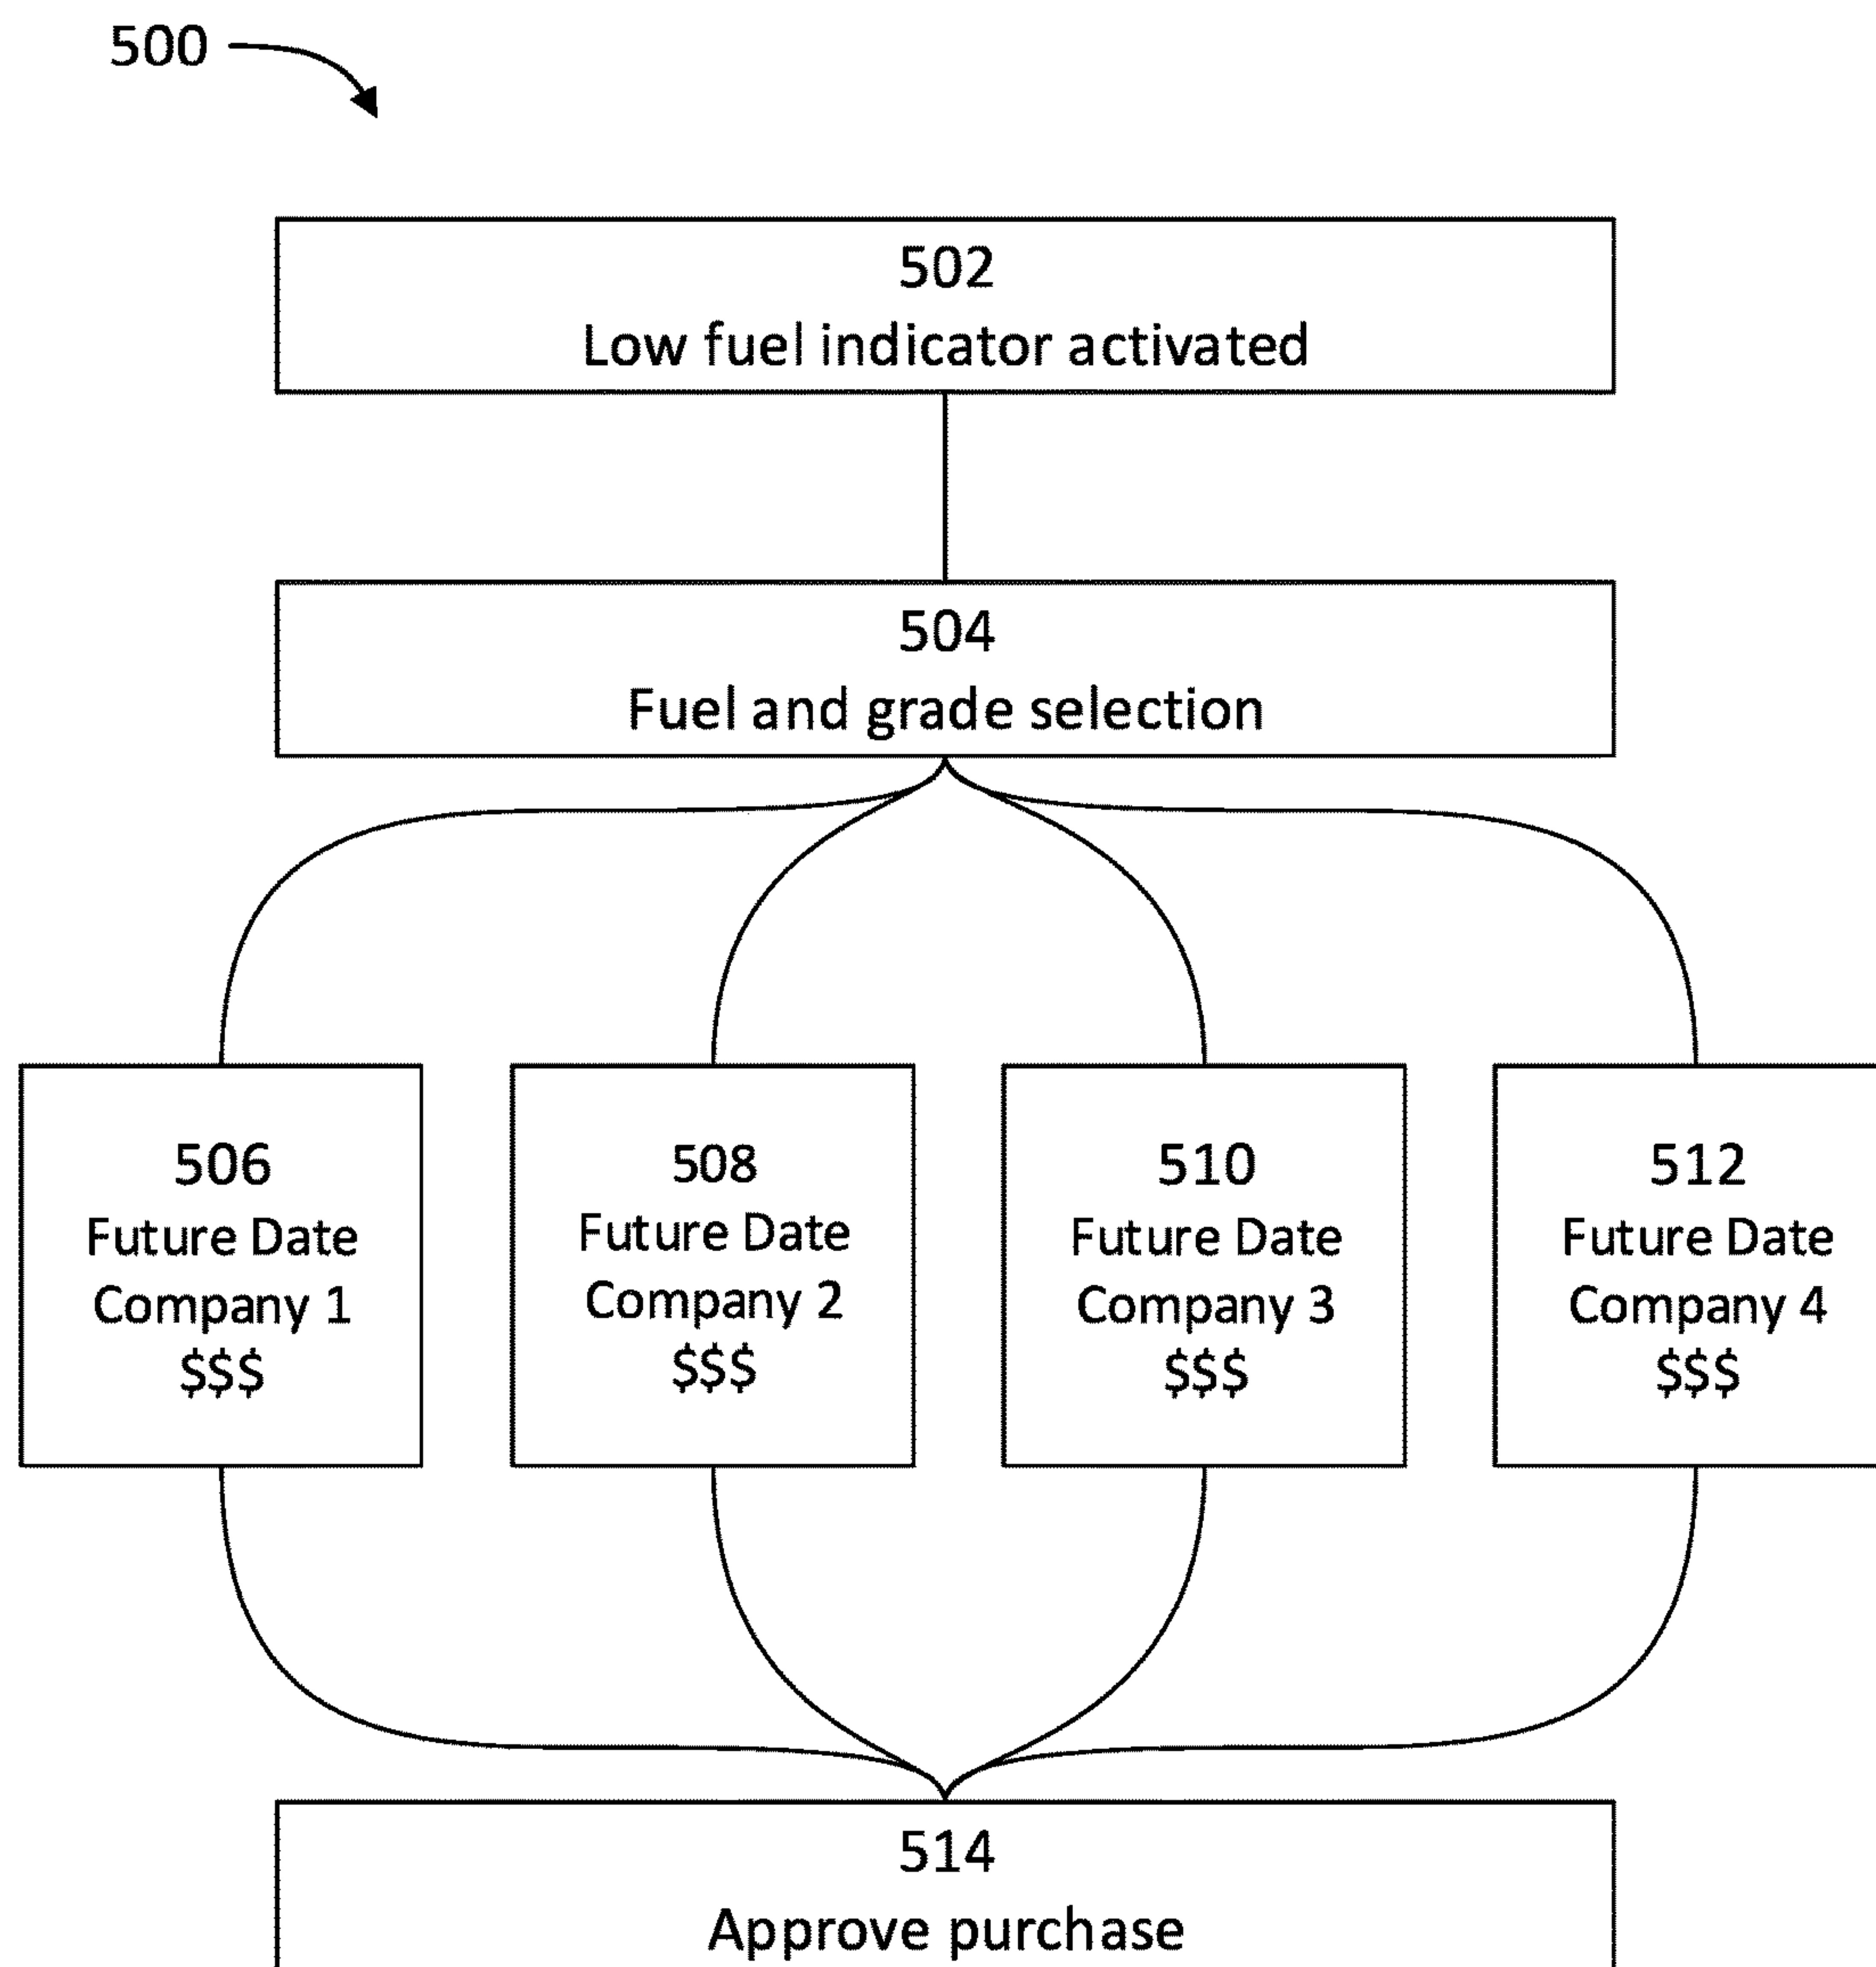 500
502
Low fuel indicator activated
504
Fuel and grade selection
506
Future Date
Company 1
$$$
508
Future Date
Company 2
$$$
510
Future Date
Company 3
$$$
512
Future Date
Company 4
$$$
514
Approve purchase